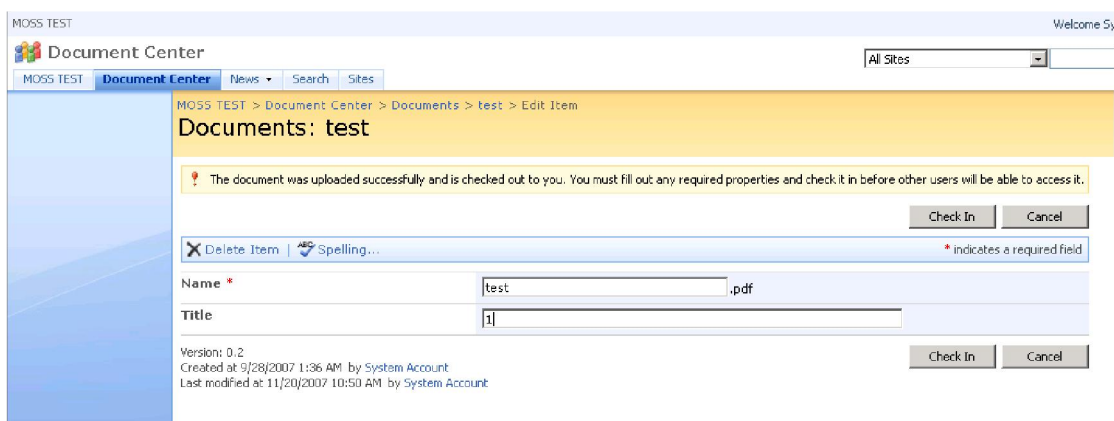 MOSS TEST
Welcome Sy
Document Center
All Sites
MOSS TEST Document Center News Search Sites
MOSS TEST > Document Center > Documents > test > Edit Item
Documents: test
The document was uploaded successfully and is checked out to you. You must fill out any required properties and check it in before other users will be able to access it.
Check In Cancel
Delete Item | ABC Spelling... * indicates a required field
Name * test .pdf
Title 1
Version: 0.2
Created at 9/28/2007 1:36 AM by System Account
Last modified at 11/20/2007 10:50 AM by System Account
Check In Cancel